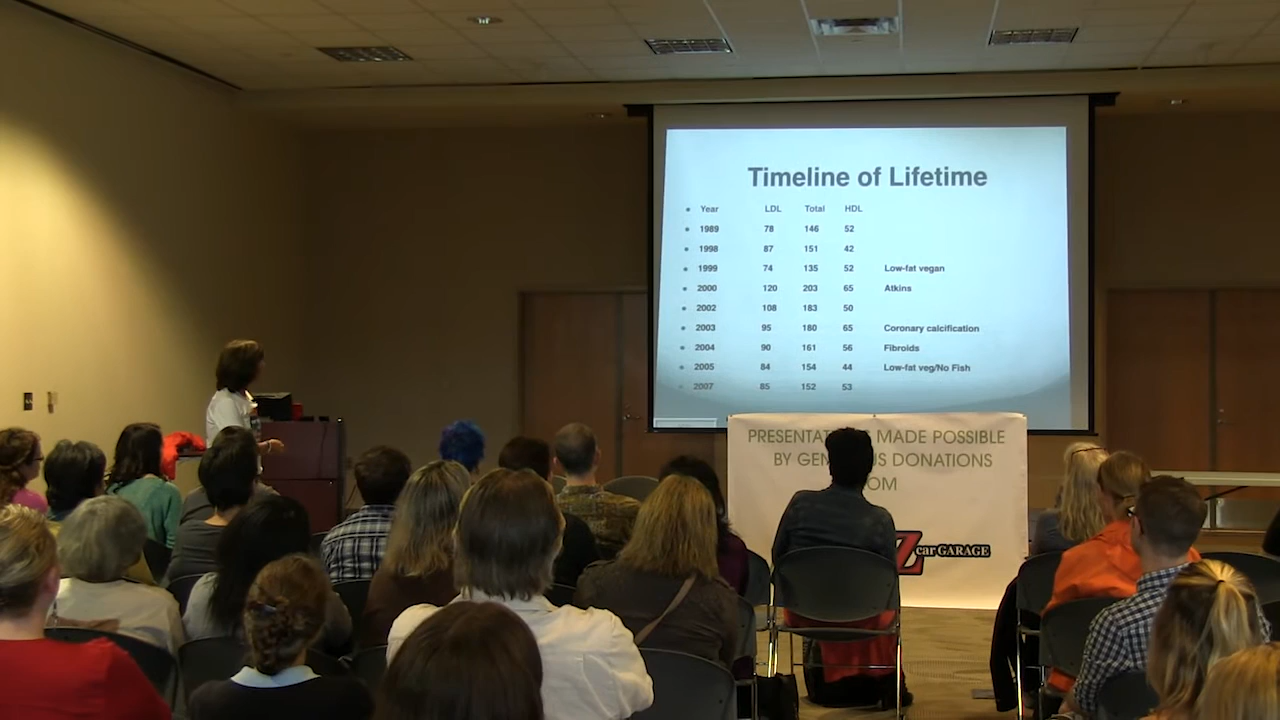 Timeline of Lifetime
• Year LDL Total HDL
• 1989 78 146 52
• 1998 87 151 42
• 1999 74 135 52 Low-fat vegan
• 2000 120 203 65 Atkins
• 2002 108 183 50
• 2003 95 180 65 Coronary calcification
• 2004 90 161 56 Fibroids
• 2005 84 154 44 Low-fat veg/No Fish
• 2007 85 152 53
PRESENTAT S MADE POSSIBLE
BY GEN US DONATIONS
OM
Z car GARAGE